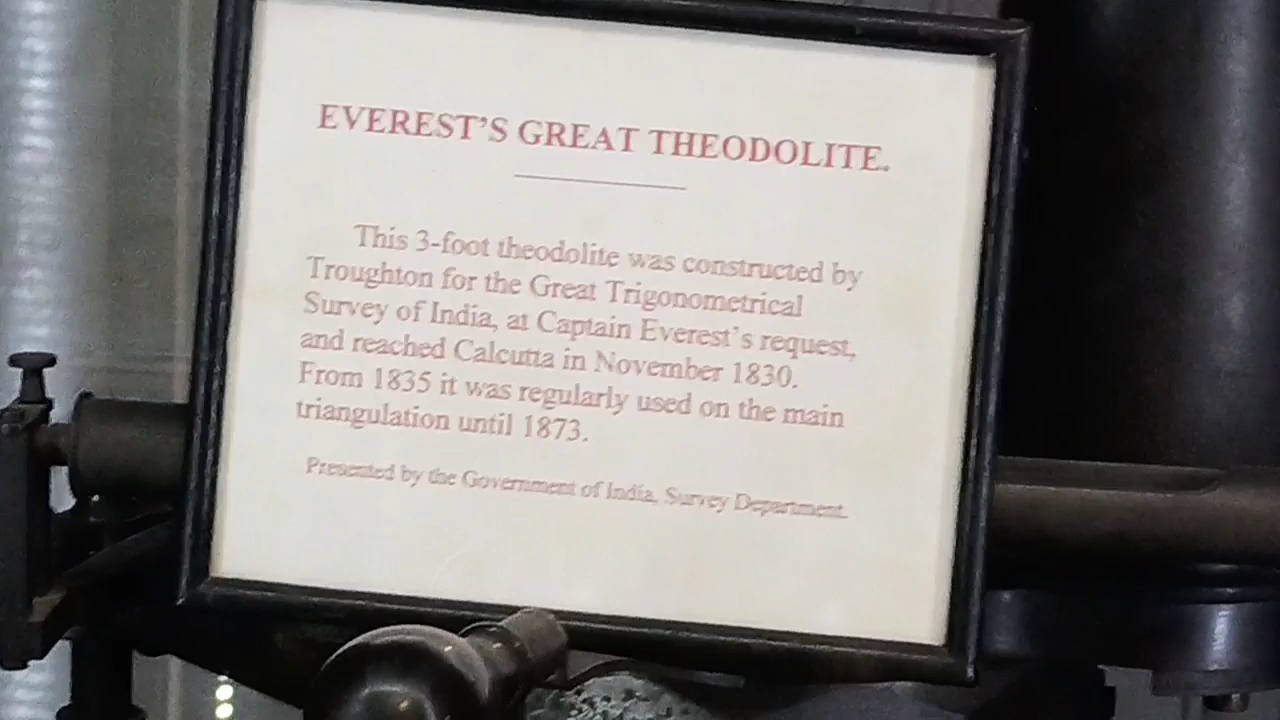 EVEREST'S GREAT THEODOLITE.
This 3-foot theodolite was constructed by
Troughton for the Great Trigonometrical
Survey of India, at Captain Everest's request,
and reached Calcutta in November 1830.
From 1835 it was regularly used on the main
triangulation until 1873.
Presented by the Government of India, Survey Department.